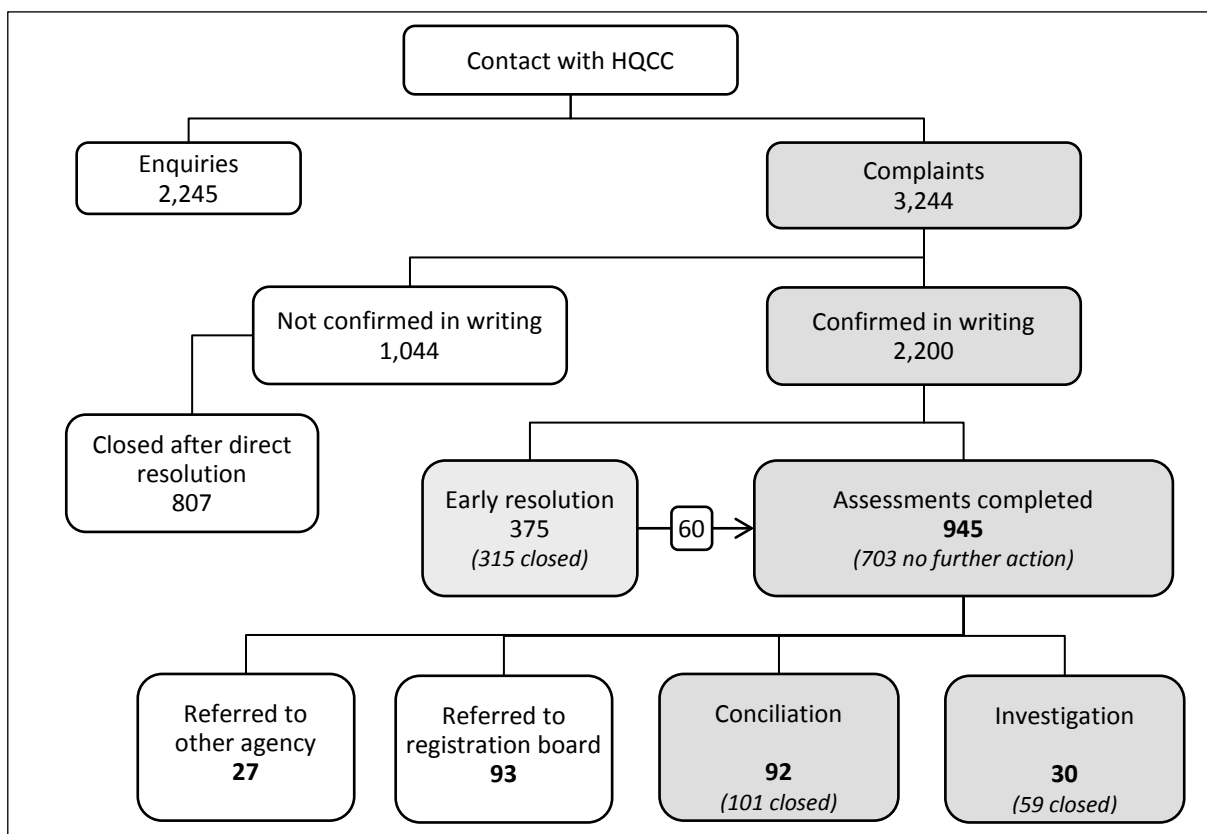 Contact with HQCC
Enquiries
2,245
Complaints
3,244
Not confirmed in writing
1,044
Confirmed in writing
2,200
Closed after direct
resolution
807
Early resolution
375
(315 closed)
60
Assessments completed
945
(703 no further action)
Referred to
other agency
27
Referred to
registration board
93
Conciliation
92
(101 closed)
Investigation
30
(59 closed)